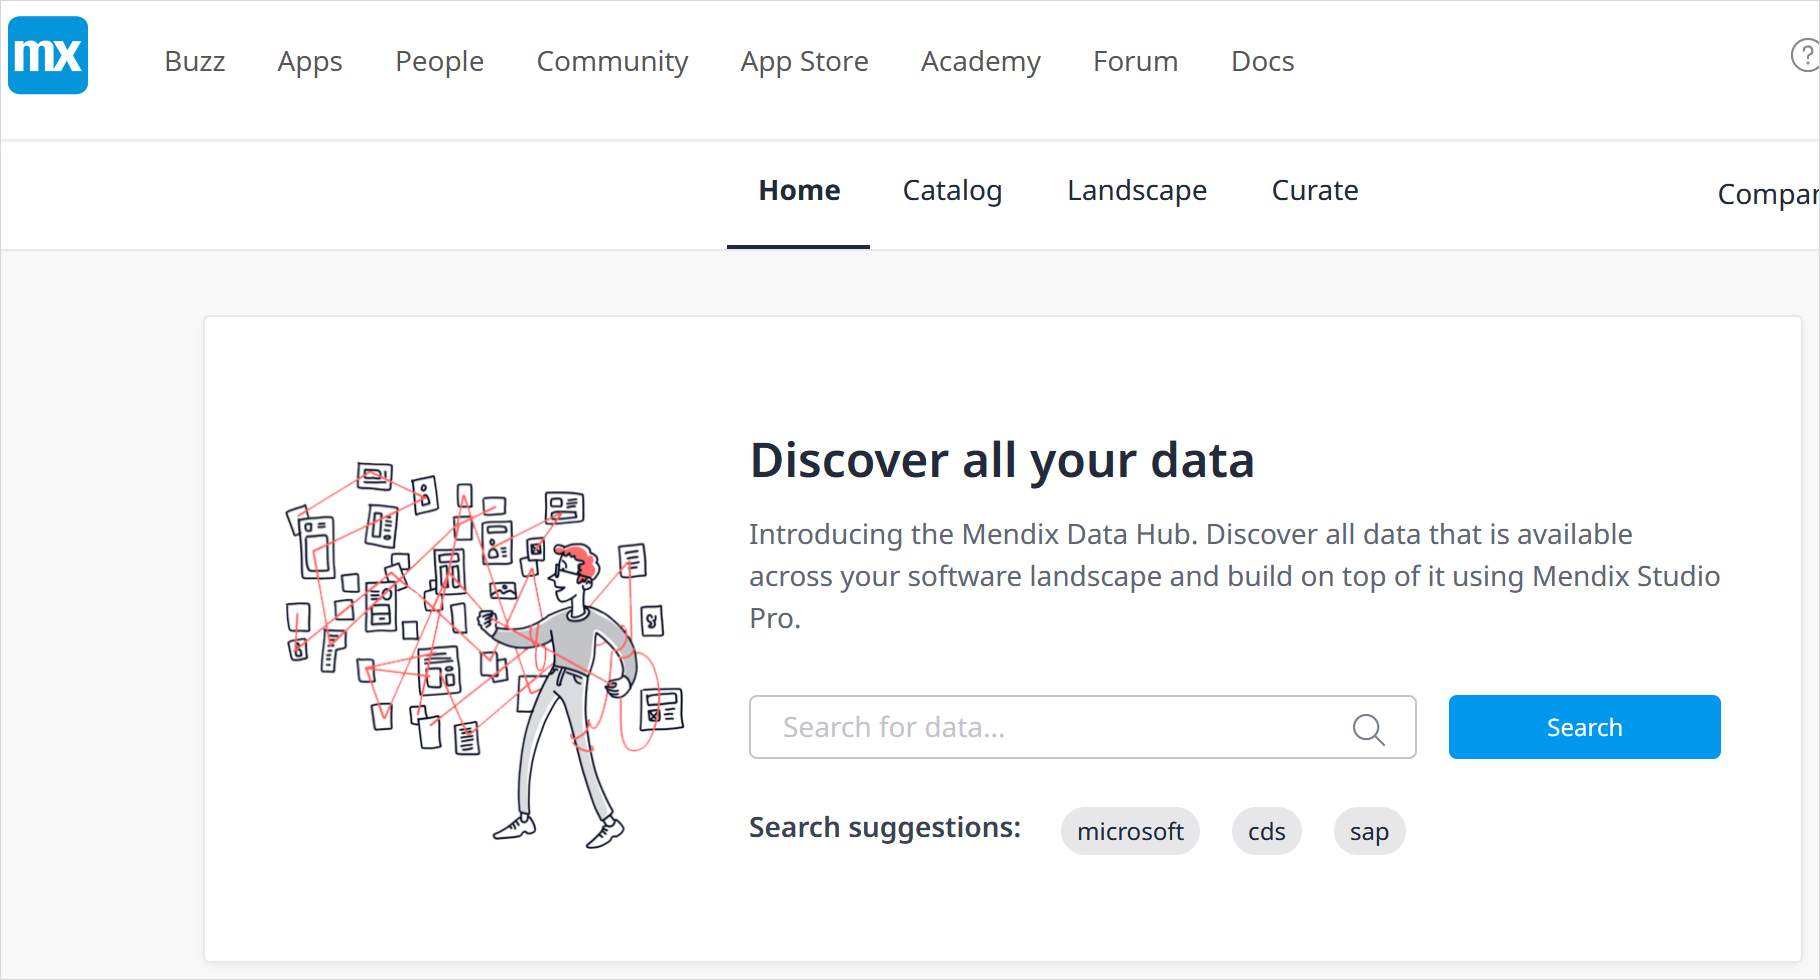 mx
Buzz Apps People Community App Store Academy Forum Docs ?
Home Catalog Landscape Curate Compar
Discover all your data
Introducing the Mendix Data Hub. Discover all data that is available
across your software landscape and build on top of it using Mendix Studio
Pro.
Search for data... Search
Search suggestions: microsoft cds sap